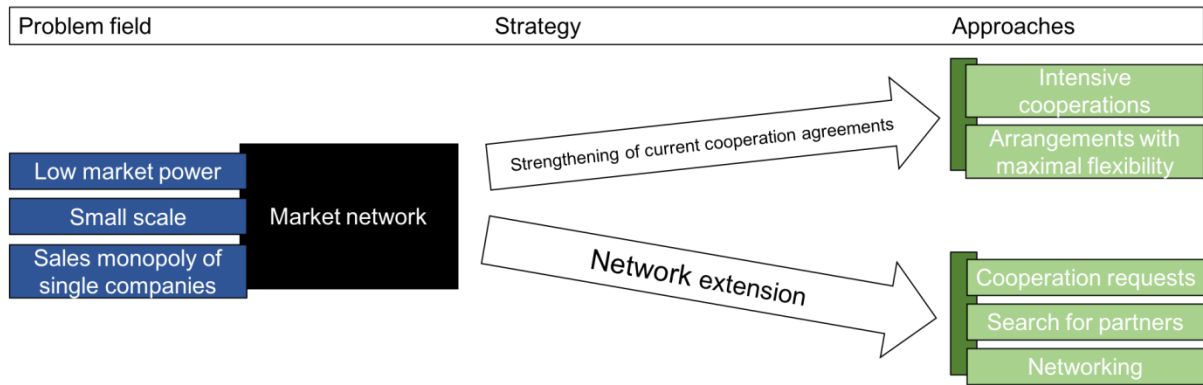 Problem field
Strategy
Approaches
Low market power
Small scale
Sales monopoly of
single companies
Market network
Strengthening of current cooperation agreements
Network extension
Intensive
cooperations
Arrangements with
maximal flexibility
Cooperation requests
Search for partners
Networking